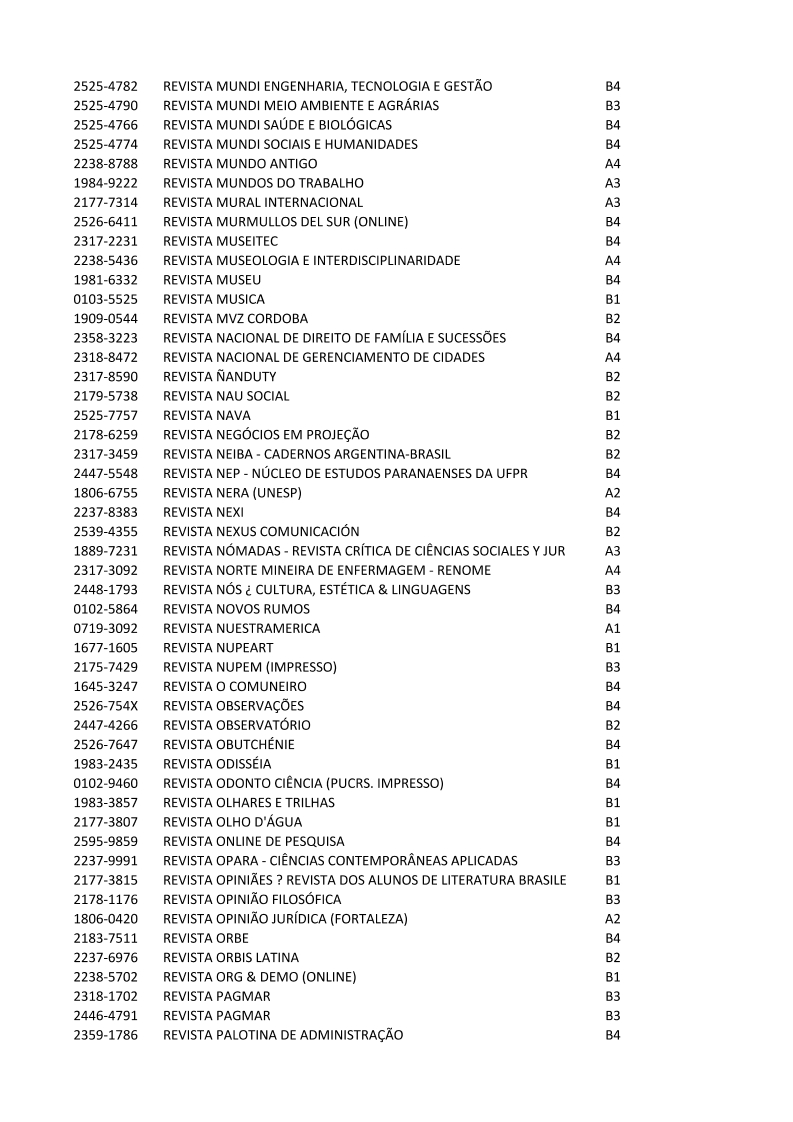 2525-4782 REVISTA MUNDI ENGENHARIA, TECNOLOGIA E GESTÃO B4
2525-4790 REVISTA MUNDI MEIO AMBIENTE E AGRÁRIAS B3
2525-4766 REVISTA MUNDI SAÚDE E BIOLÓGICAS B4
2525-4774 REVISTA MUNDI SOCIAIS E HUMANIDADES B4
2238-8788 REVISTA MUNDO ANTIGO A4
1984-9222 REVISTA MUNDOS DO TRABALHO A3
2177-7314 REVISTA MURAL INTERNACIONAL A3
2526-6411 REVISTA MURMULLOS DEL SUR (ONLINE) B4
2317-2231 REVISTA MUSEITEC B4
2238-5436 REVISTA MUSEOLOGIA E INTERDISCIPLINARIDADE A4
1981-6332 REVISTA MUSEU B4
0103-5525 REVISTA MUSICA B1
1909-0544 REVISTA MVZ CORDOBA B2
2358-3223 REVISTA NACIONAL DE DIREITO DE FAMÍLIA E SUCESSÕES B4
2318-8472 REVISTA NACIONAL DE GERENCIAMENTO DE CIDADES A4
2317-8590 REVISTA ÑANDUTY B2
2179-5738 REVISTA NAU SOCIAL B2
2525-7757 REVISTA NAVA B1
2178-6259 REVISTA NEGÓCIOS EM PROJEÇÃO B2
2317-3459 REVISTA NEIBA - CADERNOS ARGENTINA-BRASIL B2
2447-5548 REVISTA NEP - NÚCLEO DE ESTUDOS PARANAENSES DA UFPR B4
1806-6755 REVISTA NERA (UNESP) A2
2237-8383 REVISTA NEXI B4
2539-4355 REVISTA NEXUS COMUNICACIÓN B2
1889-7231 REVISTA NÓMADAS - REVISTA CRÍTICA DE CIÊNCIAS SOCIALES Y JUR A3
2317-3092 REVISTA NORTE MINEIRA DE ENFERMAGEM - RENOME A4
2448-1793 REVISTA NÓS ¿ CULTURA, ESTÉTICA & LINGUAGENS B3
0102-5864 REVISTA NOVOS RUMOS B4
0719-3092 REVISTA NUESTRAMERICA A1
1677-1605 REVISTA NUPEART B1
2175-7429 REVISTA NUPEM (IMPRESSO) B3
1645-3247 REVISTA O COMUNEIRO B4
2526-754X REVISTA OBSERVAÇÕES B4
2447-4266 REVISTA OBSERVATÓRIO B2
2526-7647 REVISTA OBUTCHÉNIE B4
1983-2435 REVISTA ODISSÉIA B1
0102-9460 REVISTA ODONTO CIÊNCIA (PUCRS. IMPRESSO) B4
1983-3857 REVISTA OLHARES E TRILHAS B1
2177-3807 REVISTA OLHO D'ÁGUA B1
2595-9859 REVISTA ONLINE DE PESQUISA B4
2237-9991 REVISTA OPARA - CIÊNCIAS CONTEMPORÂNEAS APLICADAS B3
2177-3815 REVISTA OPINIÃES ? REVISTA DOS ALUNOS DE LITERATURA BRASILE B1
2178-1176 REVISTA OPINIÃO FILOSÓFICA B3
1806-0420 REVISTA OPINIÃO JURÍDICA (FORTALEZA) A2
2183-7511 REVISTA ORBE B4
2237-6976 REVISTA ORBIS LATINA B2
2238-5702 REVISTA ORG & DEMO (ONLINE) B1
2318-1702 REVISTA PAGMAR B3
2446-4791 REVISTA PAGMAR B3
2359-1786 REVISTA PALOTINA DE ADMINISTRAÇÃO B4